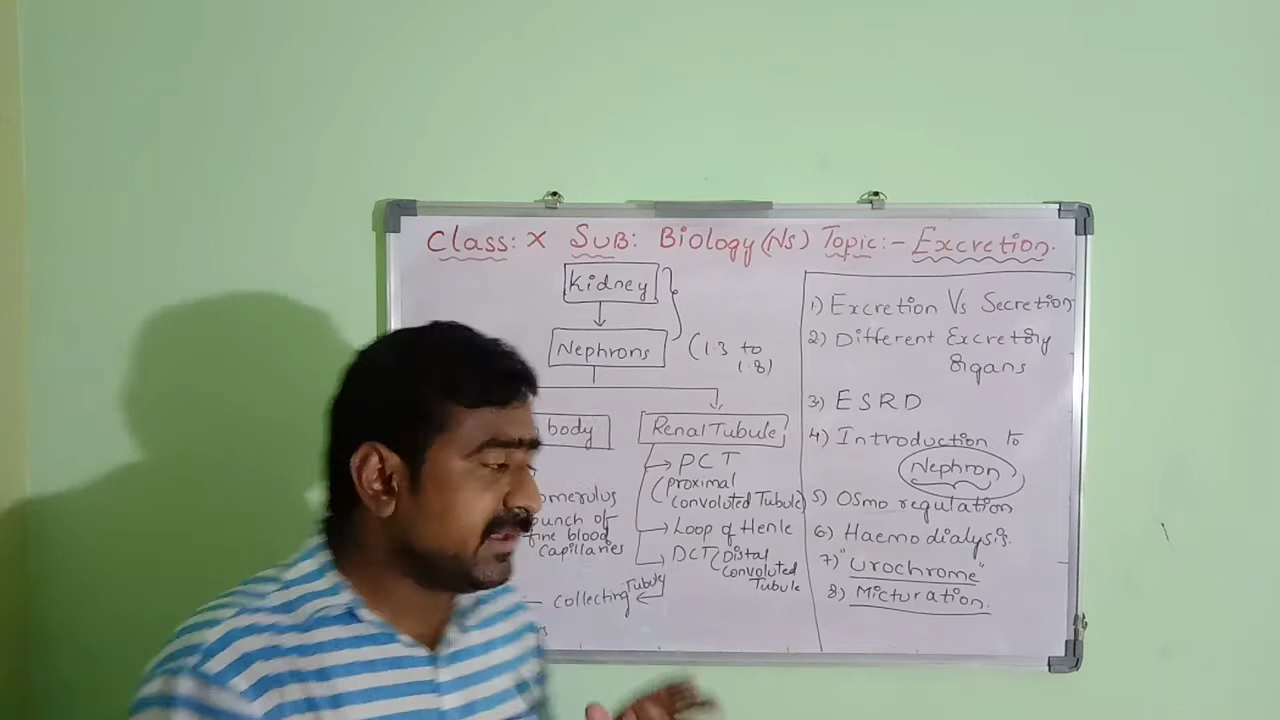 Class: X SUB: Biology (NS) Topic:- Excretion.
Kidney
Nephrons
(1.3 to
1.8)
body
Renal Tubule
PCT
(proximal
convoluted Tubule)
Loop of Henle
DCT (Distal
convoluted
Tubule
omerulus
bunch of
fine blood
capillaries
collecting Tubule
1) Excretion Vs Secretion
2) Different Excretory
organs
3) ESRD
4) Introduction to
Nephron
5) Osmo regulation
6) Haemodialysis.
7) "Urochrome"
8) Micturation.